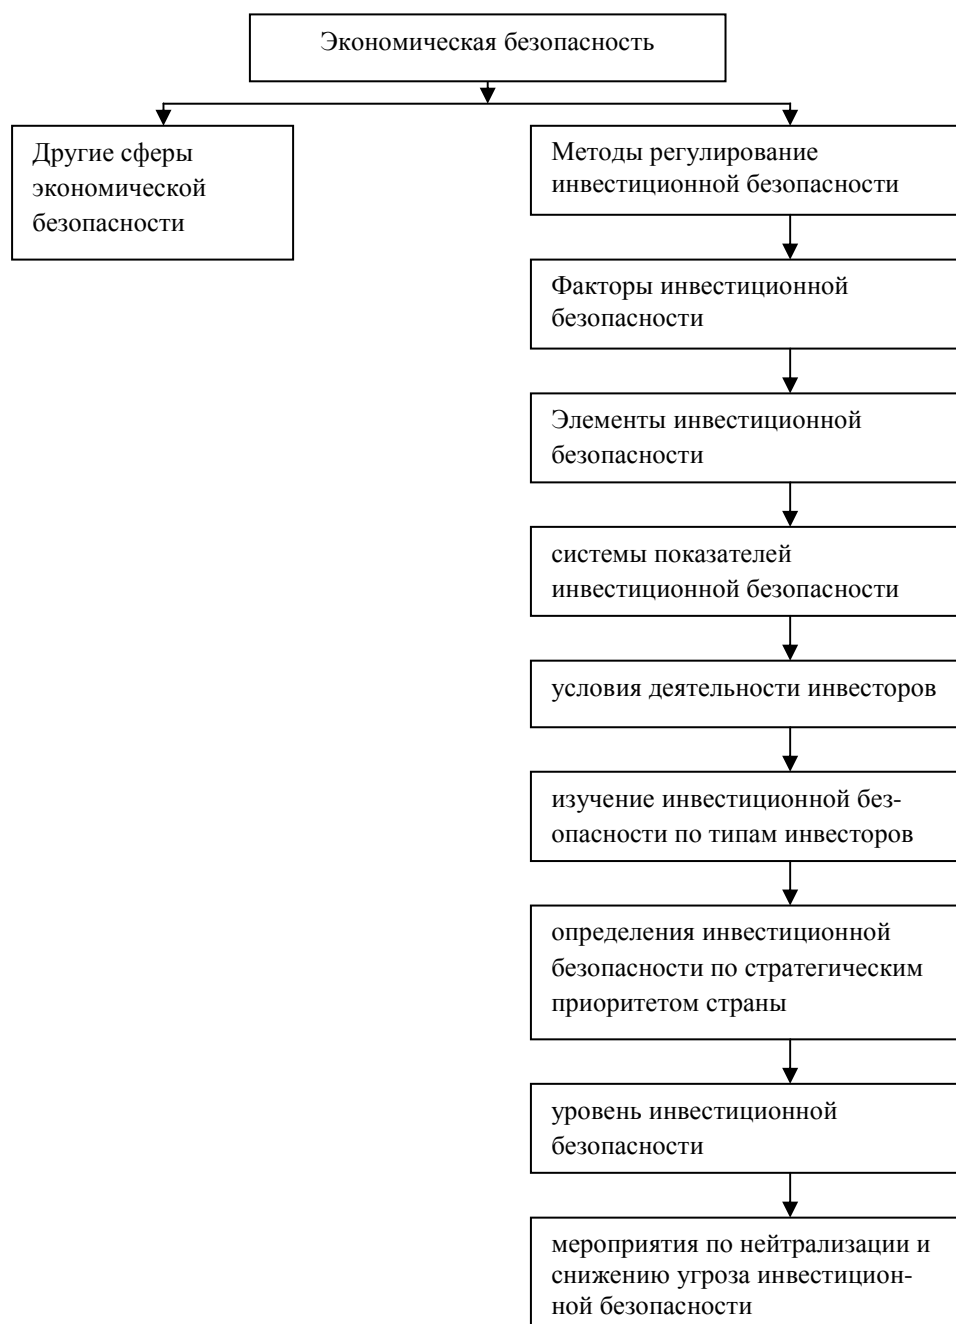 Экономическая безопасность
Другие сферы
экономической
безопасности
Методы регулирование
инвестиционной безопасности
Факторы инвестиционной
безопасности
Элементы инвестиционной
безопасности
системы показателей
инвестиционной безопасности
условия деятельности инвесторов
изучение инвестиционной без-
опасности по типам инвесторов
определения инвестиционной
безопасности по стратегическим
приоритетом страны
уровень инвестиционной
безопасности
мероприятия по нейтрализации и
снижению угроза инвестицион-
ной безопасности